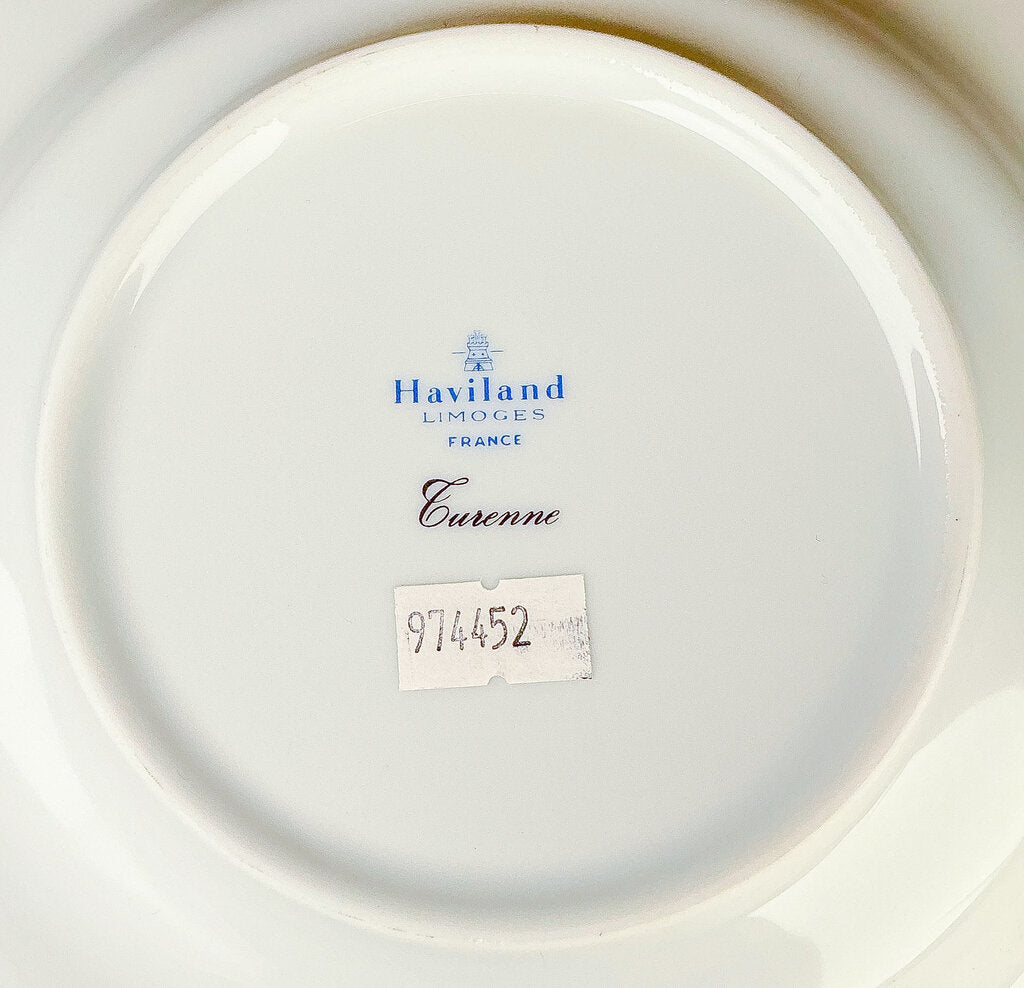 Haviland
LIMOGES
FRANCE
Turenne
974452